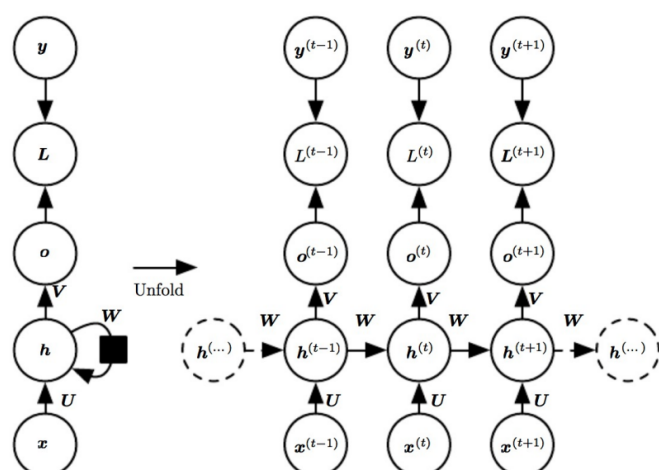 y y^(t−1) y^(t) y^(t+1)
L L^(t−1) L^(t) L^(t+1)
o o^(t−1) o^(t) o^(t+1)
Unfold
V V V V
W W W W W
h h^(...) h^(t−1) h^(t) h^(t+1) h^(...)
U U U U
x x^(t−1) x^(t) x^(t+1)